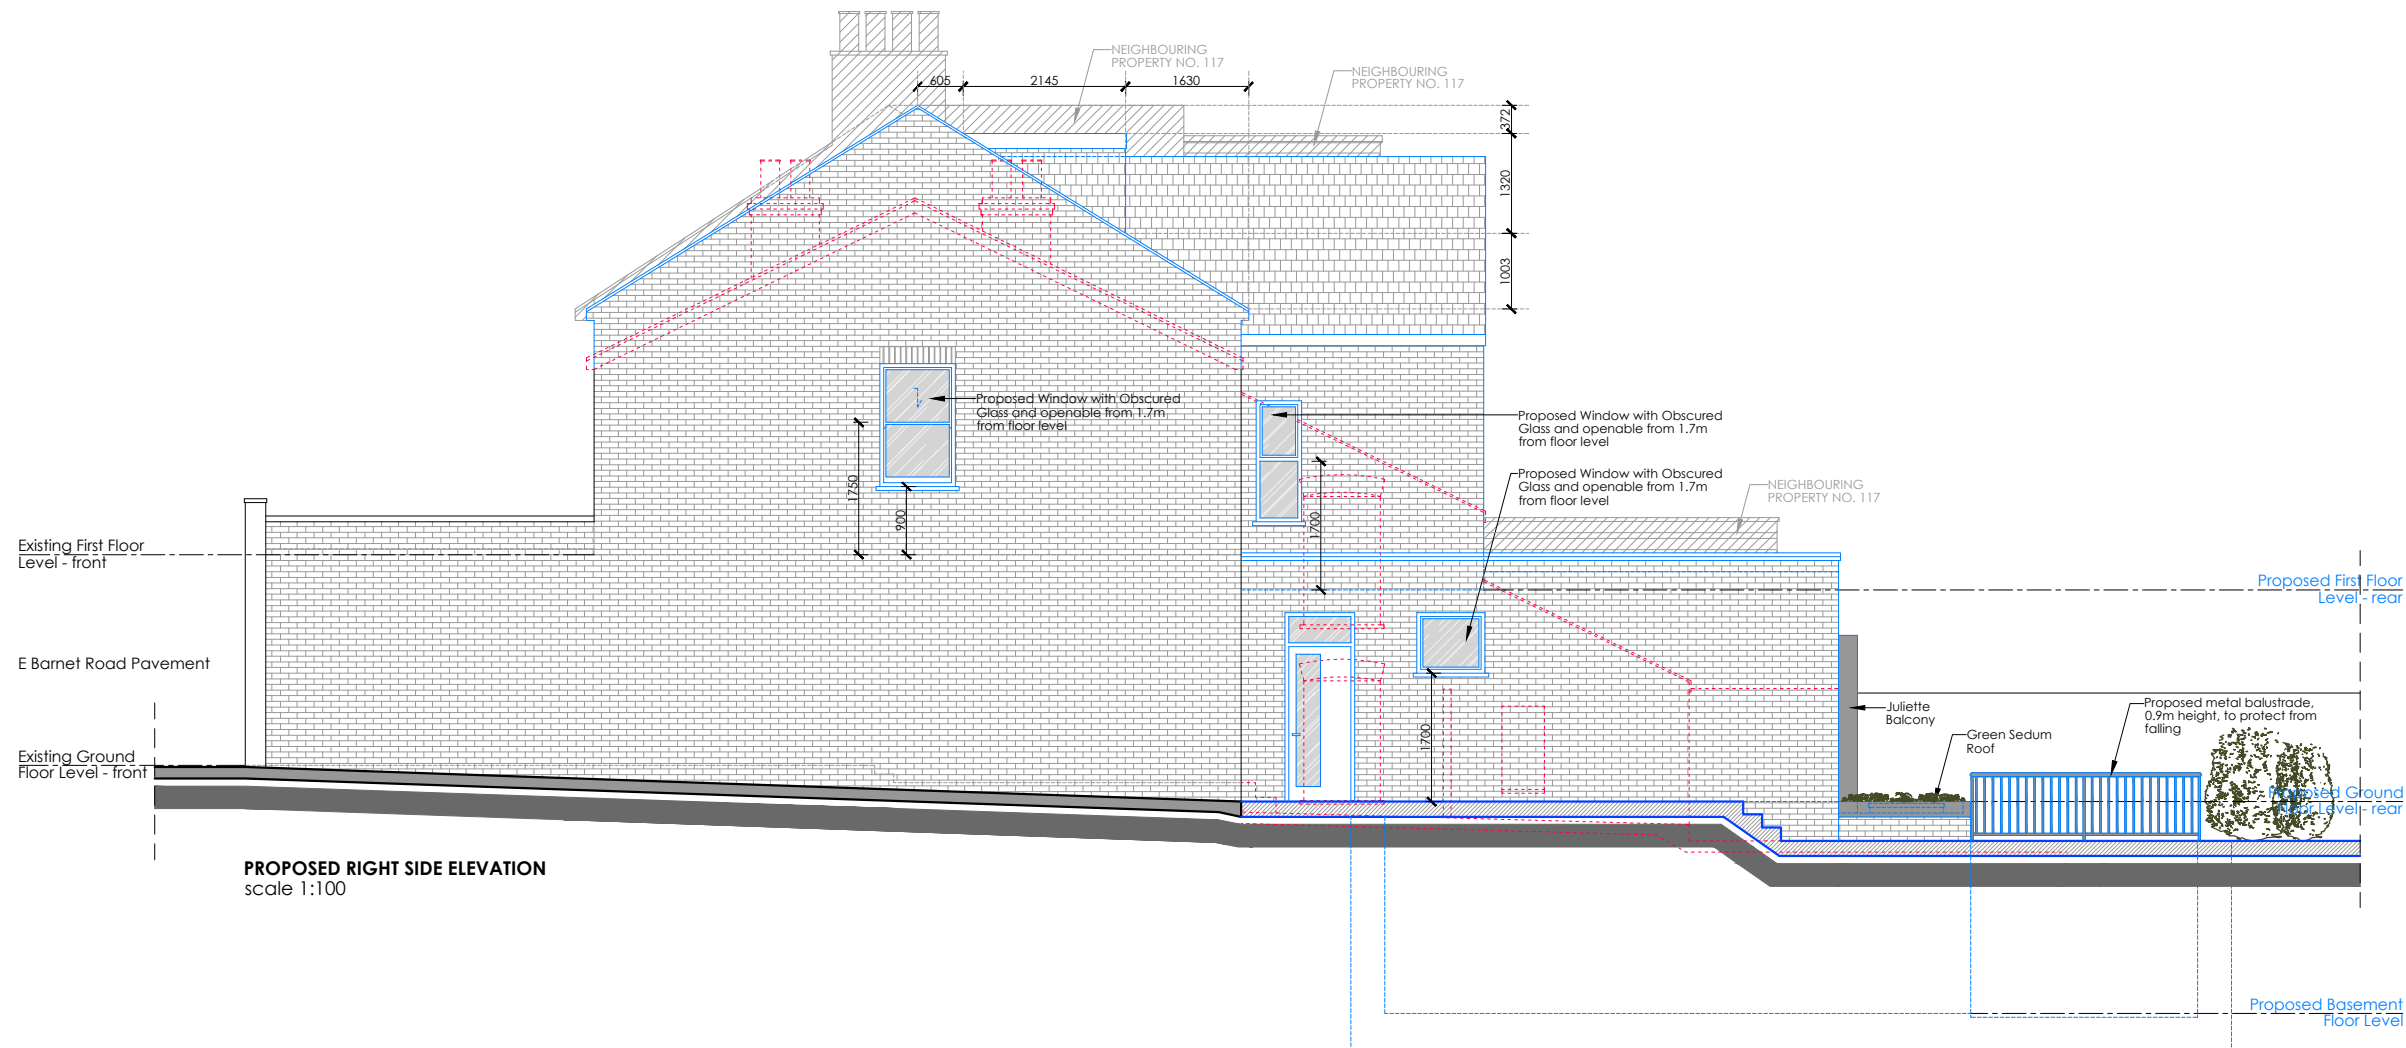 NEIGHBOURING
PROPERTY NO. 117
NEIGHBOURING
PROPERTY NO. 117
605
2145
1630
372
1320
1003
Proposed Window with Obscured
Glass and openable from 1.7m
from floor level
Proposed Window with Obscured
Glass and openable from 1.7m
from floor level
Proposed Window with Obscured
Glass and openable from 1.7m
from floor level
NEIGHBOURING
PROPERTY NO. 117
1750
900
1700
1700
Existing First Floor
Level - front
Proposed First Floor
Level - rear
E Barnet Road Pavement
Juliette
Balcony
Proposed metal balustrade,
0.9m height, to protect from
falling
Green Sedum
Roof
Existing Ground
Floor Level - front
Proposed Ground
Floor Level - rear
PROPOSED RIGHT SIDE ELEVATION
scale 1:100
Proposed Basement
Floor Level